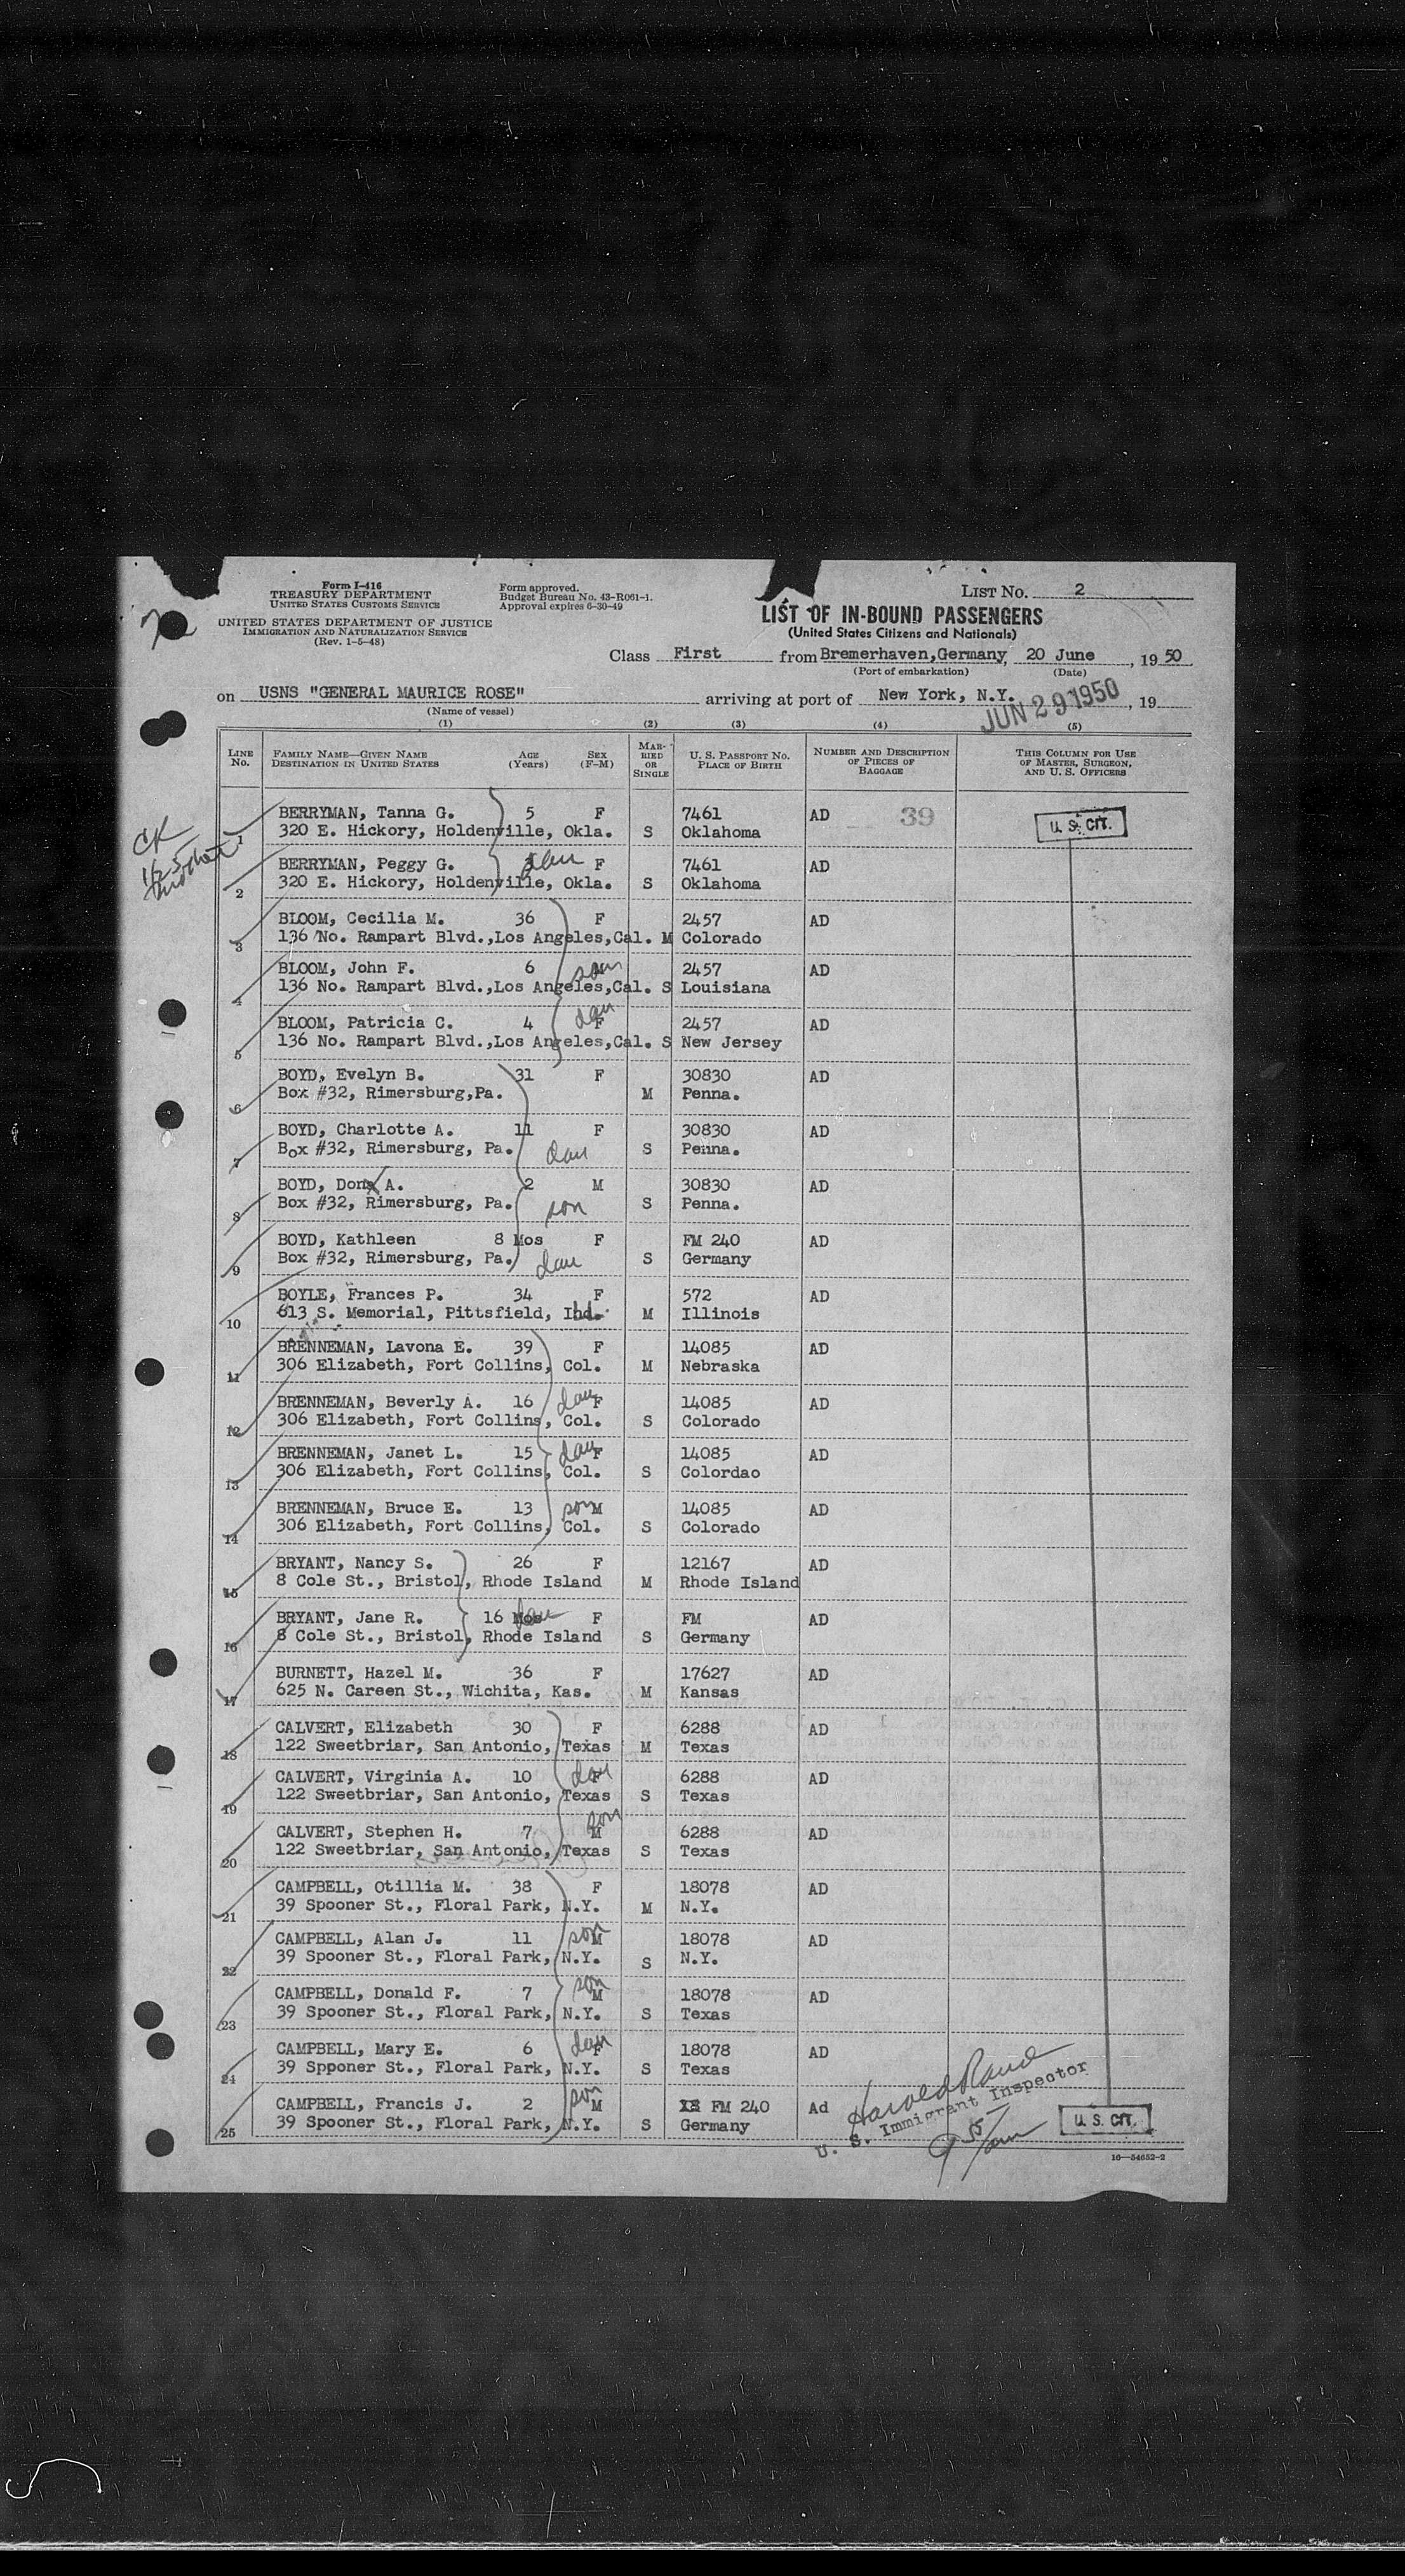 Form I-416
TREASURY DEPARTMENT
UNITED STATES CUSTOMS SERVICE
UNITED STATES DEPARTMENT OF JUSTICE
IMMIGRATION AND NATURALIZATION SERVICE
(Rev. 1-5-48)
Form approved.
Budget Bureau No. 43-R061-1.
Approval expires 6-30-49
LIST No. 2
LIST OF IN-BOUND PASSENGERS
(United States Citizens and Nationals)
Class First from Bremerhaven,Germany, 20 June, 19 50
(Port of embarkation) (Date)
on USNS "GENERAL MAURICE ROSE" arriving at port of New York, N.Y. , 19
JUN 29 1950
(Name of vessel)
(1) (2) (3) (4) (5)
LINE No. FAMILY NAME—GIVEN NAME DESTINATION IN UNITED STATES AGE (Years) SEX (F-M) MARRIED OR SINGLE U. S. PASSPORT NO. PLACE OF BIRTH NUMBER AND DESCRIPTION OF PIECES OF BAGGAGE THIS COLUMN FOR USE OF MASTER, SURGEON, AND U. S. OFFICERS
BERRYMAN, Tanna G. 5 F 7461 AD 39 U. S. CIT.
1 320 E. Hickory, Holdenville, Okla. S Oklahoma
CK
BERRYMAN, Peggy G. F 7461 AD
2 320 E. Hickory, Holdenville, Okla. S Oklahoma
BLOOM, Cecilia M. 36 F 2457 AD
3 136 No. Rampart Blvd.,Los Angeles,Cal. M Colorado
BLOOM, John F. 6 son 2457 AD
4 136 No. Rampart Blvd.,Los Angeles,Cal. S Louisiana
BLOOM, Patricia C. 4 dau F 2457 AD
5 136 No. Rampart Blvd.,Los Angeles,Cal. S New Jersey
BOYD, Evelyn B. 31 F 30830 AD
6 Box #32, Rimersburg,Pa. M Penna.
BOYD, Charlotte A. 11 F 30830 AD
7 Box #32, Rimersburg, Pa. dau S Penna.
BOYD, Don A. 2 M 30830 AD
8 Box #32, Rimersburg, Pa. son S Penna.
BOYD, Kathleen 8 Mos F FM 240 AD
9 Box #32, Rimersburg, Pa. dau S Germany
BOYLE, Frances P. 34 F 572 AD
10 613 S. Memorial, Pittsfield, M Illinois
BRENNEMAN, Lavona E. 39 F 14085 AD
11 306 Elizabeth, Fort Collins, Col. M Nebraska
BRENNEMAN, Beverly A. 16 dau F 14085 AD
12 306 Elizabeth, Fort Collins, Col. S Colorado
BRENNEMAN, Janet L. 15 dau F 14085 AD
13 306 Elizabeth, Fort Collins, Col. S Colordao
BRENNEMAN, Bruce E. 13 son M 14085 AD
14 306 Elizabeth, Fort Collins, Col. S Colorado
BRYANT, Nancy S. 26 F 12167 AD
15 8 Cole St., Bristol, Rhode Island M Rhode Island
BRYANT, Jane R. 16 Mos dau F FM AD
16 8 Cole St., Bristol, Rhode Island S Germany
BURNETT, Hazel M. 36 F 17627 AD
17 625 N. Careen St., Wichita, Kas. M Kansas
CALVERT, Elizabeth 30 F 6288 AD
18 122 Sweetbriar, San Antonio, Texas M Texas
CALVERT, Virginia A. 10 dau F 6288 AD
19 122 Sweetbriar, San Antonio, Texas S Texas
CALVERT, Stephen H. 7 son M 6288 AD
20 122 Sweetbriar, San Antonio, Texas S Texas
CAMPBELL, Otillia M. 38 F 18078 AD
21 39 Spooner St., Floral Park, N.Y. M N.Y.
CAMPBELL, Alan J. 11 son M 18078 AD
22 39 Spooner St., Floral Park, N.Y. S N.Y.
CAMPBELL, Donald F. 7 son M 18078 AD
23 39 Spooner St., Floral Park, N.Y. S Texas
CAMPBELL, Mary E. 6 dau F 18078 AD
24 39 Spponer St., Floral Park, N.Y. S Texas
CAMPBELL, Francis J. 2 son M FM 240 Ad
25 39 Spooner St., Floral Park, N.Y. S Germany
U. S. Immigrant Inspector
U. S. CIT.
16—54652-2